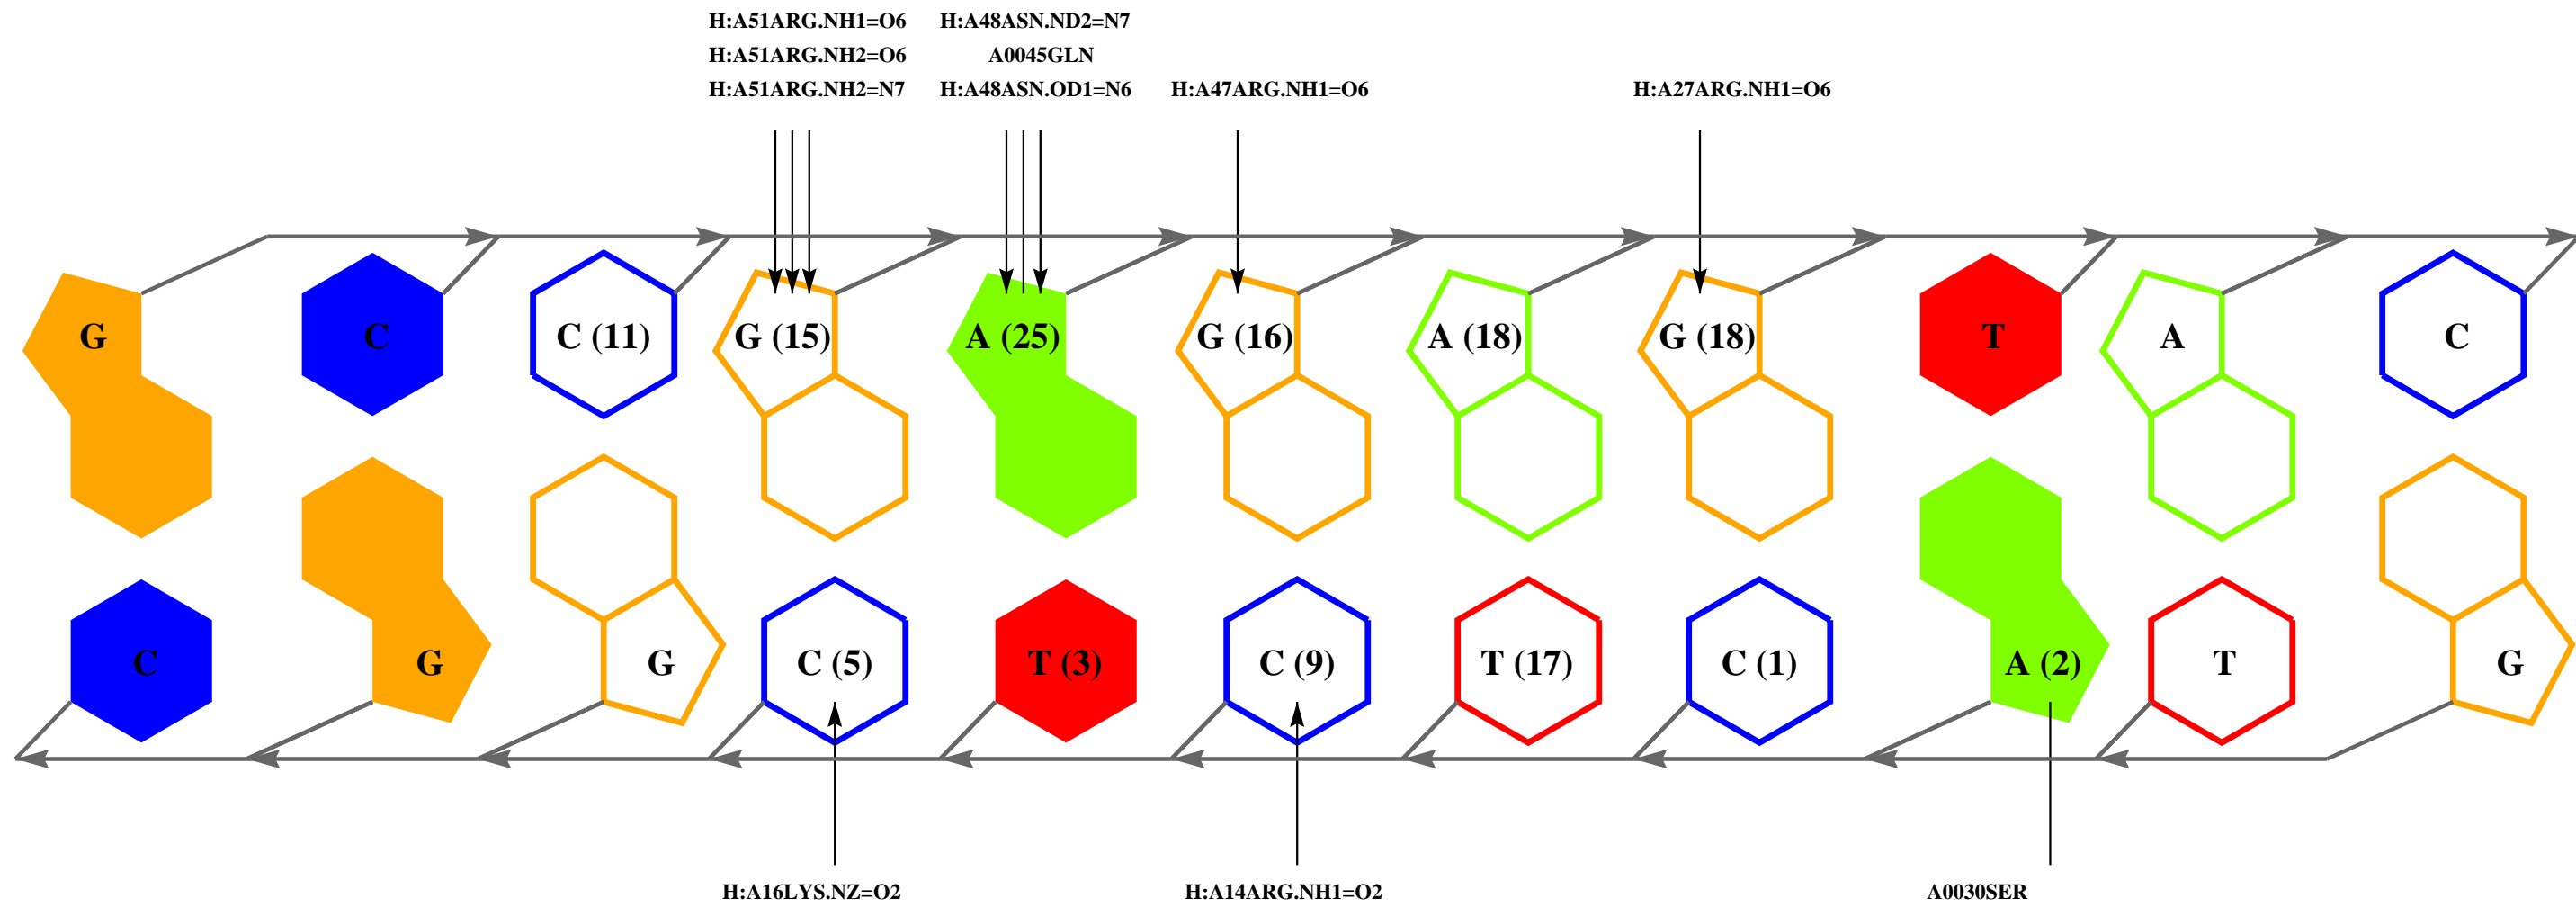 H:A51ARG.NH1=O6 H:A48ASN.ND2=N7
H:A51ARG.NH2=O6 A0045GLN
H:A51ARG.NH2=N7 H:A48ASN.OD1=N6 H:A47ARG.NH1=O6 H:A27ARG.NH1=O6
G C C (11) G (15) A (25) G (16) A (18) G (18) T A C
C G G C (5) T (3) C (9) T (17) C (1) A (2) T G
H:A16LYS.NZ=O2 H:A14ARG.NH1=O2 A0030SER